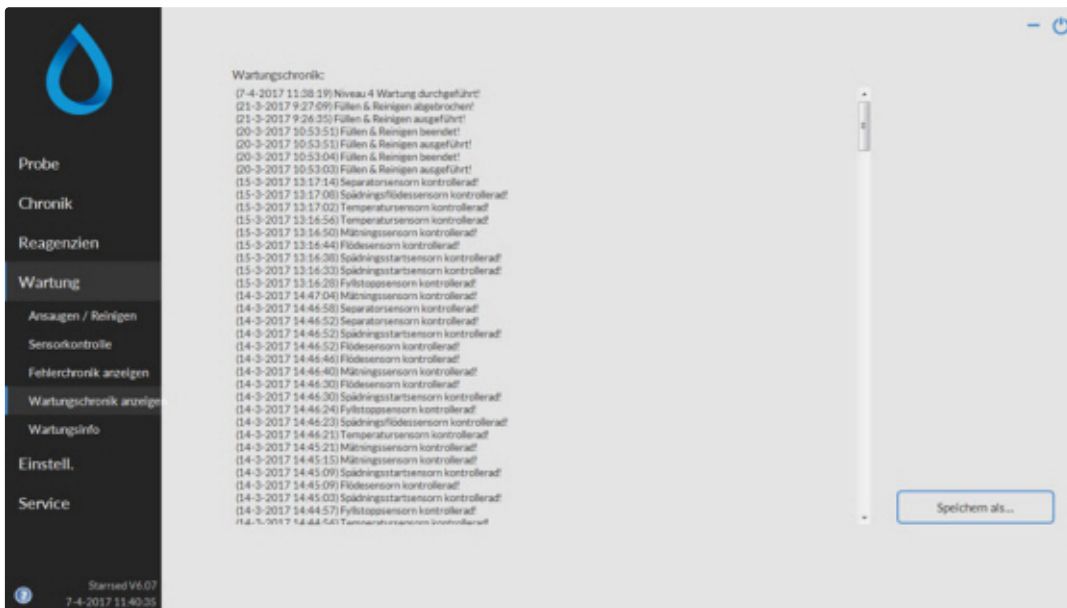 Probe
Chronik
Reagenzien
Wartung
Ansaugen / Reinigen
Sensorkontrolle
Fehlerchronik anzeigen
Wartungschronik anzeigen
Wartungsinfo
Einstell.
Service
Starrsed V6.07
7-4-2017 11:40:35
Wartungschronik:
(7-4-2017 11:38:19) Niveau 4 Wartung durchgeführt!
(21-3-2017 9:27:09) Füllen & Reinigen abgebrochen!
(21-3-2017 9:26:35) Füllen & Reinigen ausgeführt!
(20-3-2017 10:53:51) Füllen & Reinigen beendet!
(20-3-2017 10:53:51) Füllen & Reinigen ausgeführt!
(20-3-2017 10:53:04) Füllen & Reinigen beendet!
(20-3-2017 10:53:03) Füllen & Reinigen ausgeführt!
(15-3-2017 13:17:14) Separatorsensorn kontrollerad!
(15-3-2017 13:17:08) Spädningsflödessensorn kontrollerad!
(15-3-2017 13:17:02) Temperatursensorn kontrollerad!
(15-3-2017 13:16:56) Temperatursensorn kontrollerad!
(15-3-2017 13:16:50) Mätningssensorn kontrollerad!
(15-3-2017 13:16:44) Flödesensorn kontrollerad!
(15-3-2017 13:16:38) Spädningsstartsensorn kontrollerad!
(15-3-2017 13:16:33) Spädningsstartsensorn kontrollerad!
(15-3-2017 13:16:28) Fyllstoppsensorn kontrollerad!
(14-3-2017 14:47:04) Mätningssensorn kontrollerad!
(14-3-2017 14:46:58) Separatorsensorn kontrollerad!
(14-3-2017 14:46:52) Separatorsensorn kontrollerad!
(14-3-2017 14:46:52) Spädningsstartsensorn kontrollerad!
(14-3-2017 14:46:52) Flödesensorn kontrollerad!
(14-3-2017 14:46:46) Flödesensorn kontrollerad!
(14-3-2017 14:46:40) Mätningssensorn kontrollerad!
(14-3-2017 14:46:30) Flödesensorn kontrollerad!
(14-3-2017 14:46:30) Spädningsstartsensorn kontrollerad!
(14-3-2017 14:46:24) Fyllstoppsensorn kontrollerad!
(14-3-2017 14:46:23) Spädningsflödessensorn kontrollerad!
(14-3-2017 14:46:21) Temperatursensorn kontrollerad!
(14-3-2017 14:45:21) Mätningssensorn kontrollerad!
(14-3-2017 14:45:15) Mätningssensorn kontrollerad!
(14-3-2017 14:45:09) Spädningsstartsensorn kontrollerad!
(14-3-2017 14:45:09) Flödesensorn kontrollerad!
(14-3-2017 14:45:03) Spädningsstartsensorn kontrollerad!
(14-3-2017 14:44:57) Fyllstoppsensorn kontrollerad!
(14-3-2017 14:44:56) Temperatursensorn kontrollerad!
Speichern als...